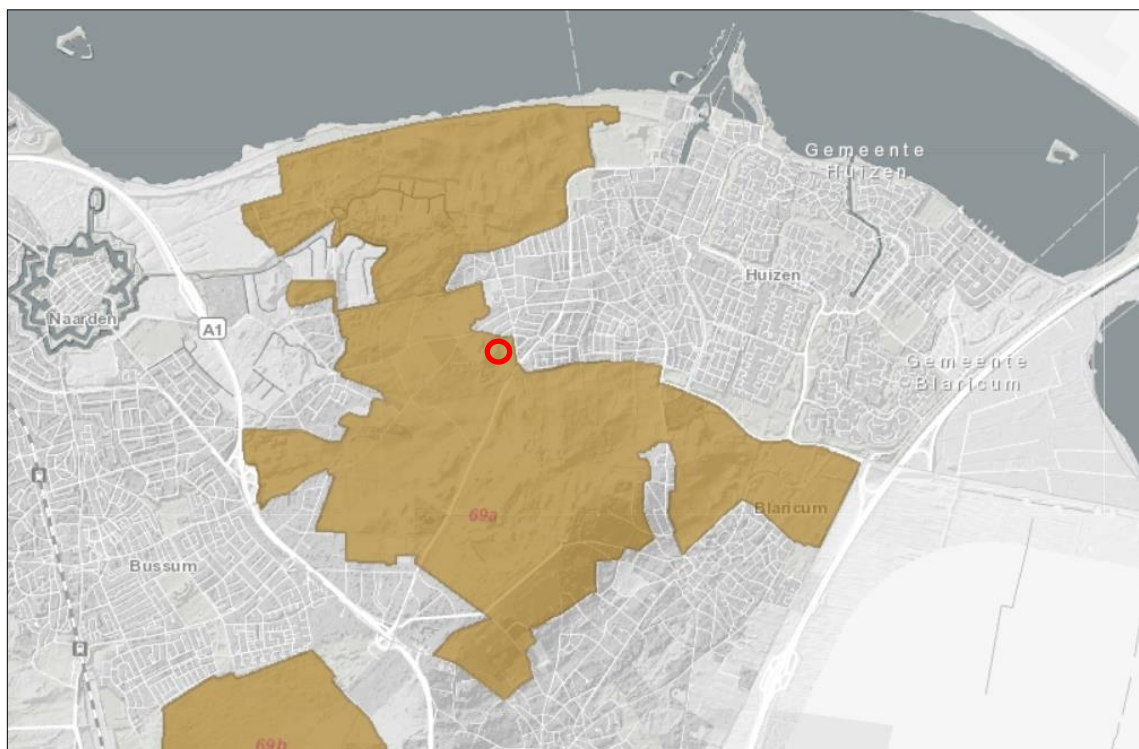 Gemeente
Huizen
Huizen
Naarden
A1
Gemeente
Blaricum
69a
Blaricum
Bussum
69b